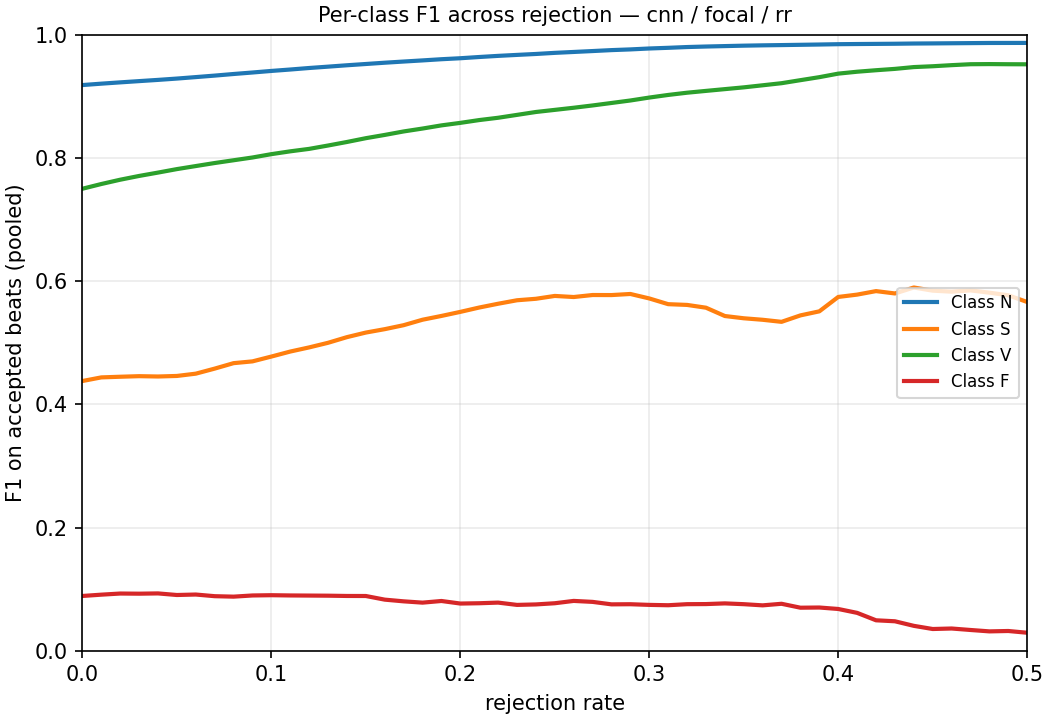 Per-class F1 across rejection — cnn / focal / rr
F1 on accepted beats (pooled)
1.0
0.8
0.6
0.4
0.2
0.0
Class N
Class S
Class V
Class F
0.0 0.1 0.2 0.3 0.4 0.5
rejection rate